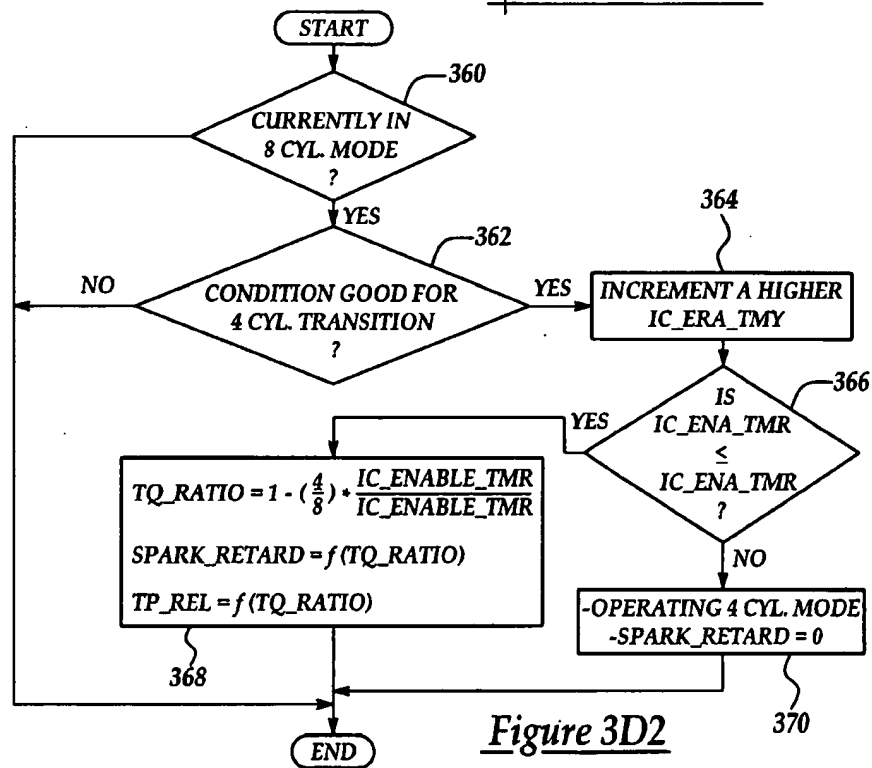 START
360
CURRENTLY IN
8 CYL. MODE
?
YES
362
CONDITION GOOD FOR
4 CYL. TRANSITION
?
NO
YES
364
INCREMENT A HIGHER
IC_ERA_TMY
366
IS
IC_ENA_TMR
≤
IC_ENA_TMR
?
YES
NO
TQ_RATIO = 1 - (4/8) * IC_ENABLE_TMR / IC_ENABLE_TMR
SPARK_RETARD = f (TQ_RATIO)
TP_REL = f (TQ_RATIO)
368
-OPERATING 4 CYL. MODE
-SPARK_RETARD = 0
370
END
Figure 3D2